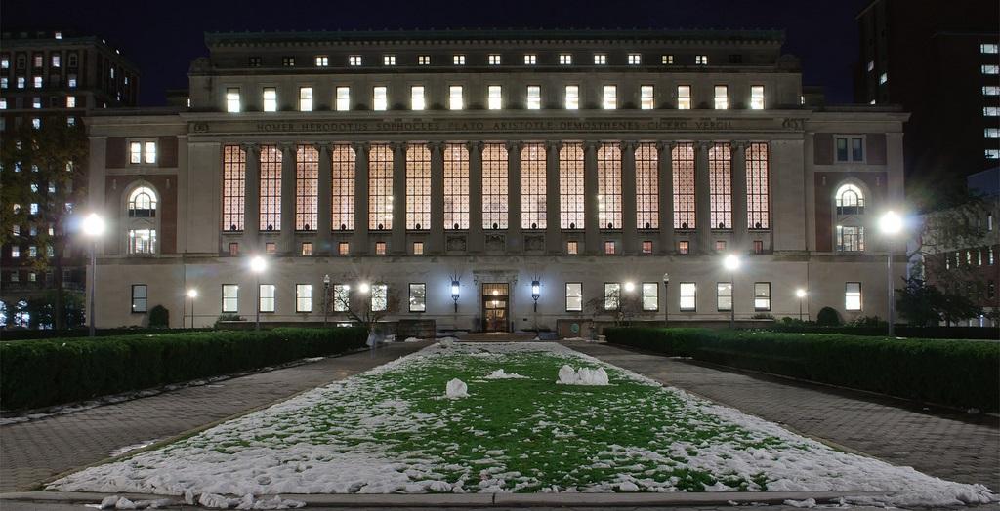 HOMER HERODOTUS SOPHOCLES PLATO ARISTOTLE DEMOSTHENES CICERO VERGIL